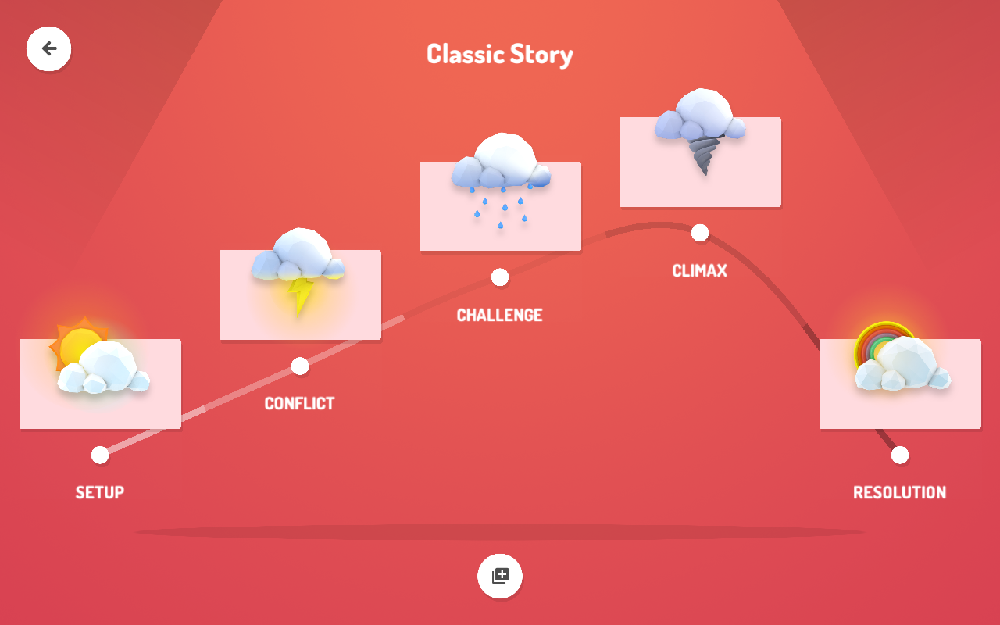 Classic Story
SETUP
CONFLICT
CHALLENGE
CLIMAX
RESOLUTION